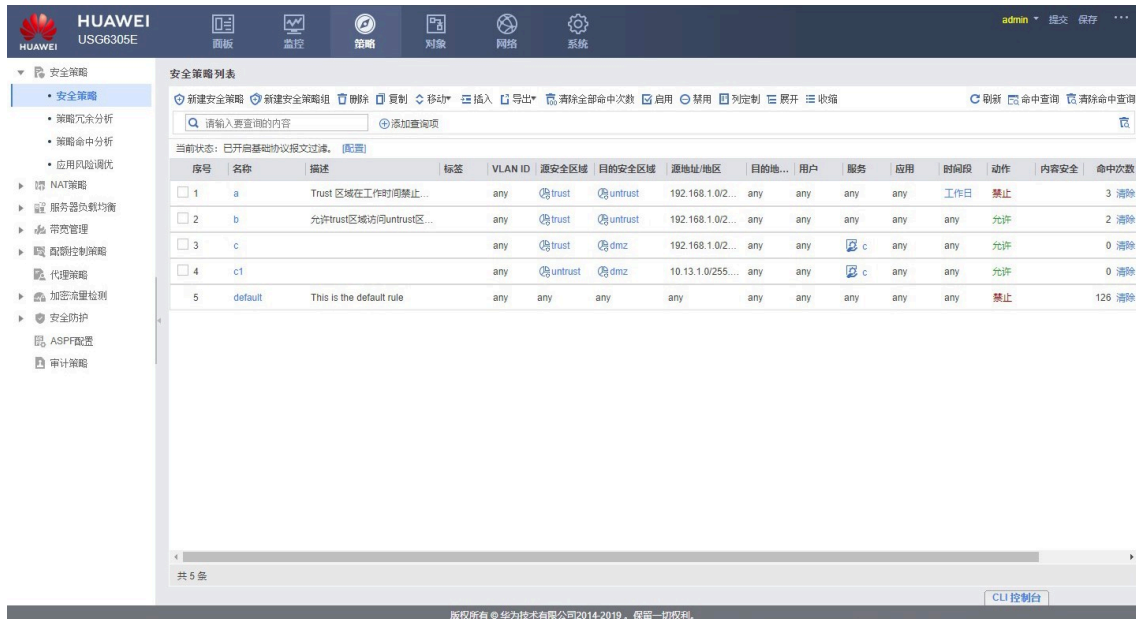 HUAWEI
HUAWEI
USG6305E
面板
监控
策略
对象
网络
系统
admin 提交 保存 ...
安全策略
安全策略
策略冗余分析
策略命中分析
应用风险调优
NAT策略
服务器负载均衡
带宽管理
配额控制策略
代理策略
加密流量检测
安全防护
ASPF配置
审计策略
安全策略列表
新建安全策略 新建安全策略组 删除 复制 移动 插入 导出 清除全部命中次数 启用 禁用 列定制 展开 收缩 刷新 命中查询 清除命中查询
请输入要查询的内容 添加查询项
当前状态：已开启基础协议报文过滤。 [配置]
序号 名称 描述 标签 VLAN ID 源安全区域 目的安全区域 源地址/地区 目的地... 用户 服务 应用 时间段 动作 内容安全 命中次数
1 a Trust 区域在工作时间禁止... any trust untrust 192.168.1.0/2... any any any any 工作日 禁止 3 清除
2 b 允许trust区域访问untrust区... any trust untrust 192.168.1.0/2... any any any any any 允许 2 清除
3 c any trust dmz 192.168.1.0/2... any any c any any 允许 0 清除
4 c1 any untrust dmz 10.13.1.0/255.... any any c any any 允许 0 清除
5 default This is the default rule any any any any any any any any any 禁止 126 清除
共 5 条
CLI 控制台
版权所有 © 华为技术有限公司2014-2019 。保留一切权利。